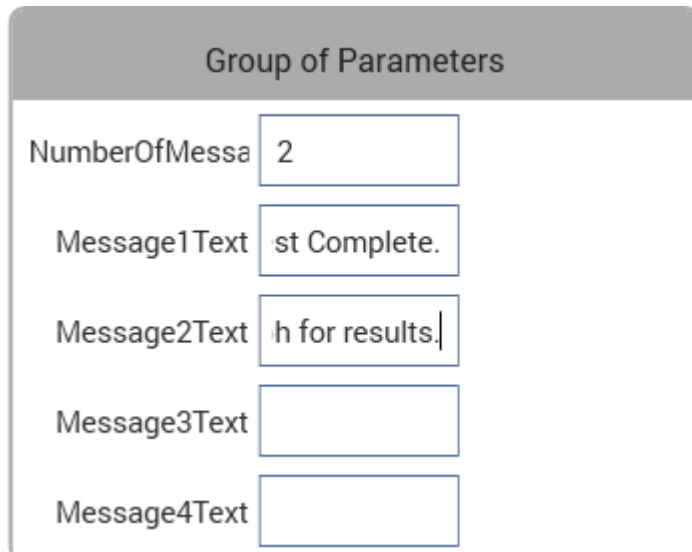 Group of Parameters
NumberOfMessa 2
Message1Text st Complete.
Message2Text h for results.
Message3Text
Message4Text